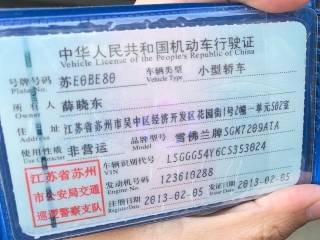 中华人民共和国机动车行驶证
Vehicle License of the People's Republic of China
号牌号码 苏E0BE80 车辆类型 小型轿车
Plate No. Vehicle Type
所有人 薛晓东
Owner
住址 江苏省苏州市吴中区经济开发区花园街1号2幢一单元502室
Address
使用性质 非营运 品牌型号 雪佛兰牌SGM7209ATA
Use Character Model
车辆识别代号 LSGGG54Y6CS353024
VIN
江苏省苏州
市公安局交通
巡逻警察支队
发动机号码 123610288
Engine No.
注册日期 2013-02-05 发证日期 2013-02-05
Register Date Issue Date